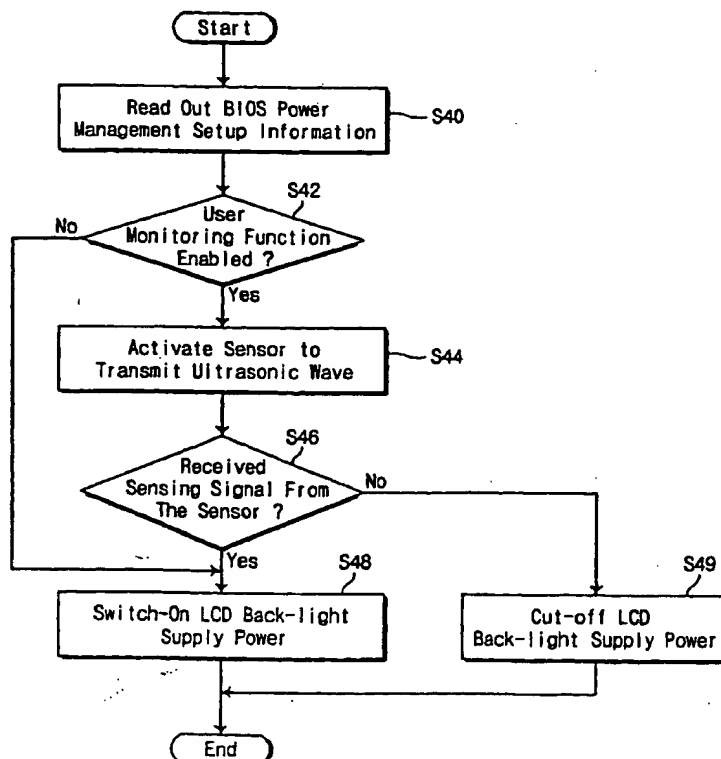 Start
Read Out BIOS Power
Management Setup Information
S40
S42
User
Monitoring Function
Enabled ?
No
Yes
Activate Sensor to
Transmit Ultrasonic Wave
S44
S46
Received
Sensing Signal From
The Sensor ?
No
Yes
S48
Switch-On LCD Back-light
Supply Power
S49
Cut-off LCD
Back-light Supply Power
End